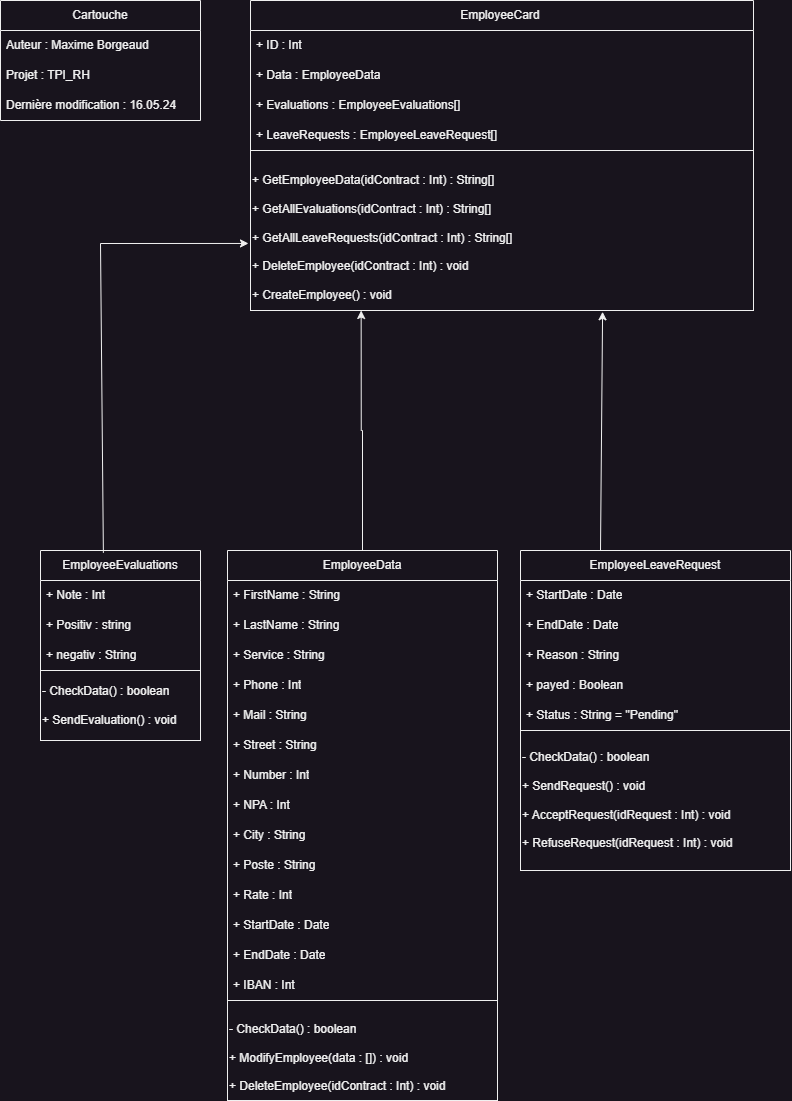 Cartouche
Auteur : Maxime Borgeaud
Projet : TPI_RH
Dernière modification : 16.05.24
EmployeeCard
+ ID : Int
+ Data : EmployeeData
+ Evaluations : EmployeeEvaluations[]
+ LeaveRequests : EmployeeLeaveRequest[]
+ GetEmployeeData(idContract : Int) : String[]
+ GetAllEvaluations(idContract : Int) : String[]
+ GetAllLeaveRequests(idContract : Int) : String[]
+ DeleteEmployee(idContract : Int) : void
+ CreateEmployee() : void
EmployeeEvaluations
+ Note : Int
+ Positiv : string
+ negativ : String
- CheckData() : boolean
+ SendEvaluation() : void
EmployeeData
+ FirstName : String
+ LastName : String
+ Service : String
+ Phone : Int
+ Mail : String
+ Street : String
+ Number : Int
+ NPA : Int
+ City : String
+ Poste : String
+ Rate : Int
+ StartDate : Date
+ EndDate : Date
+ IBAN : Int
- CheckData() : boolean
+ ModifyEmployee(data : []) : void
+ DeleteEmployee(idContract : Int) : void
EmployeeLeaveRequest
+ StartDate : Date
+ EndDate : Date
+ Reason : String
+ payed : Boolean
+ Status : String = "Pending"
- CheckData() : boolean
+ SendRequest() : void
+ AcceptRequest(idRequest : Int) : void
+ RefuseRequest(idRequest : Int) : void